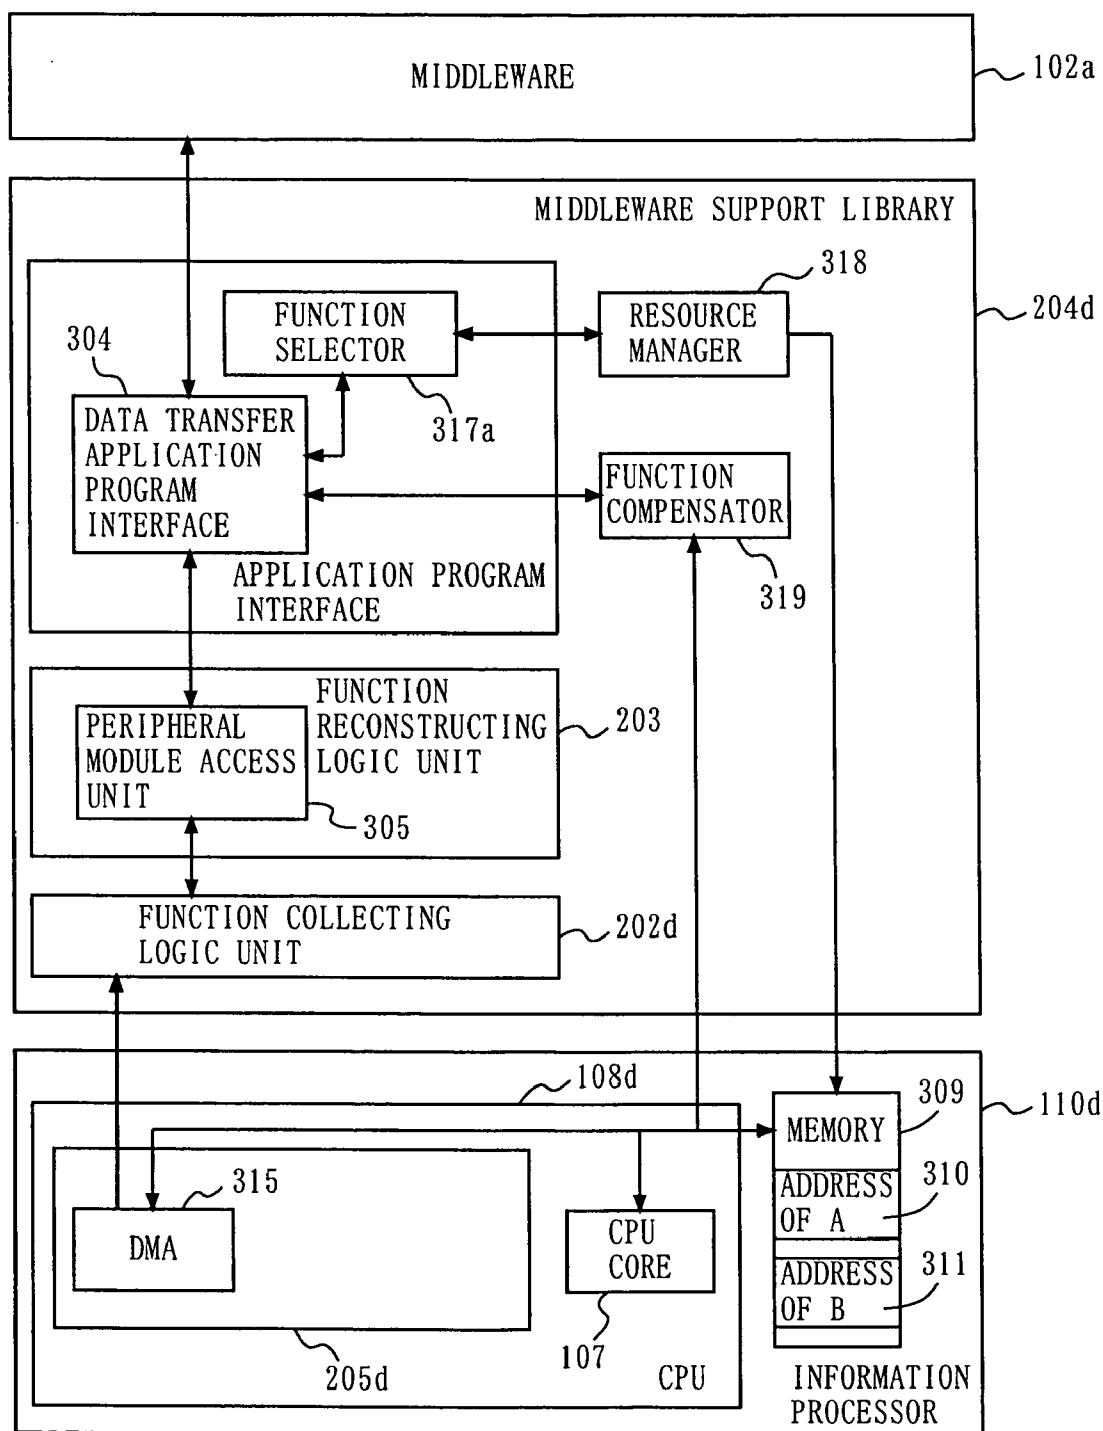 MIDDLEWARE
102a
MIDDLEWARE SUPPORT LIBRARY
204d
318
FUNCTION
SELECTOR
RESOURCE
MANAGER
304
317a
DATA TRANSFER
APPLICATION
PROGRAM
INTERFACE
FUNCTION
COMPENSATOR
319
APPLICATION PROGRAM
INTERFACE
FUNCTION
RECONSTRUCTING
LOGIC UNIT
203
PERIPHERAL
MODULE ACCESS
UNIT
305
FUNCTION COLLECTING
LOGIC UNIT
202d
108d
110d
309
MEMORY
315
310
ADDRESS
OF A
DMA
CPU
CORE
311
ADDRESS
OF B
107
205d
CPU
INFORMATION
PROCESSOR